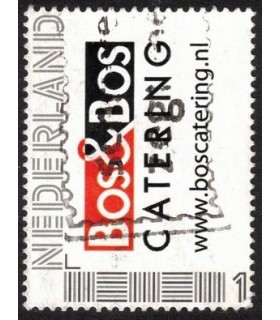 NEDERLAND
BOS&BOS
CATERING
www.boscatering.nl
1